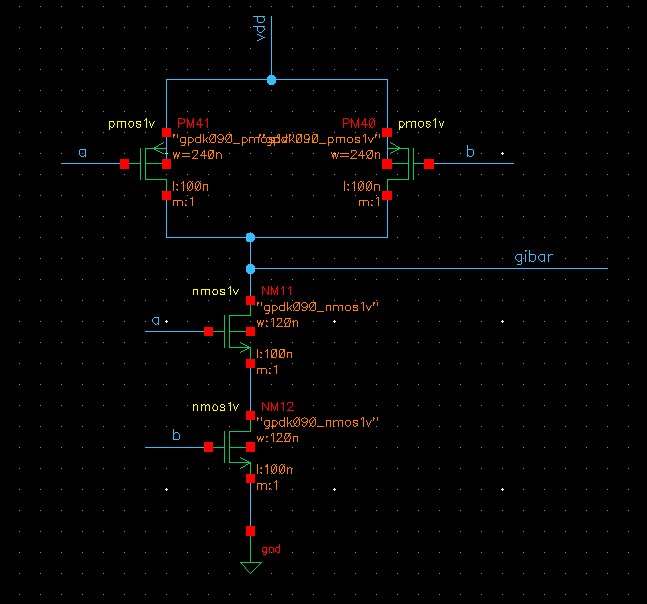 vdd
pmos1v PM41 PM40 pmos1v
"gpdk090_pmos1v" "gpdk090_pmos1v"
a w=240n w=240n b
l:100n l:100n
m:1 m:1
gibar
nmos1v NM11
"gpdk090_nmos1v"
a w:120n
l:100n
m:1
nmos1v NM12
"gpdk090_nmos1v"
b w:120n
l:100n
m:1
gnd